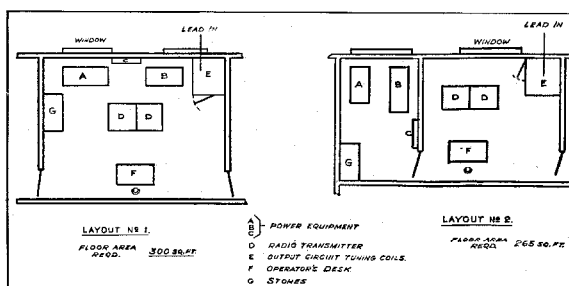 LEAD IN
WINDOW
A
B
C
E
G
D D
F
LAYOUT Nº 1.
FLOOR AREA
REQD. 300 SQ.FT.
LEAD IN
WINDOW
A
B
C
D D
E
F
G
LAYOUT Nº 2.
FLOOR AREA
REQD. 265 SQ.FT.
A
B
C
POWER EQUIPMENT
D RADIO TRANSMITTER
E OUTPUT CIRCUIT TUNING COILS.
F OPERATOR'S DESK
G STORES